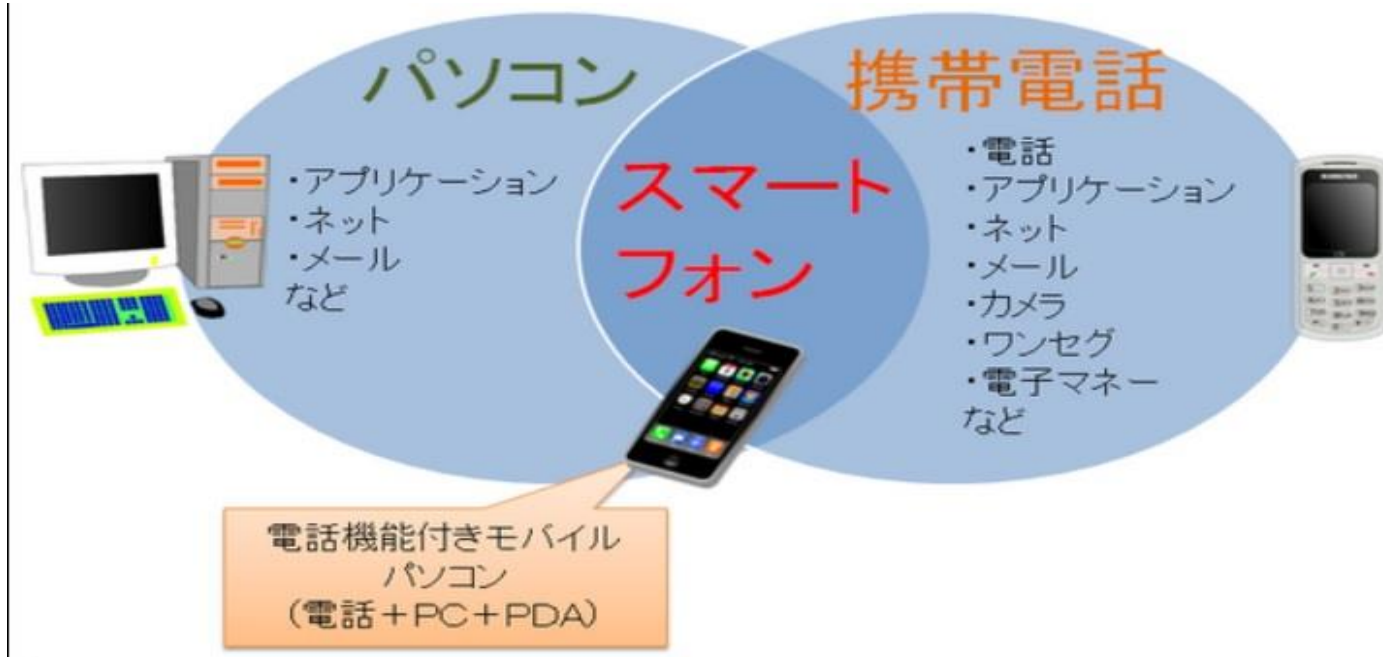 パソコン
・アプリケーション
・ネット
・メール
など
スマート
フォン
携帯電話
・電話
・アプリケーション
・ネット
・メール
・カメラ
・ワンセグ
・電子マネー
など
電話機能付きモバイル
パソコン
（電話＋PC＋PDA）